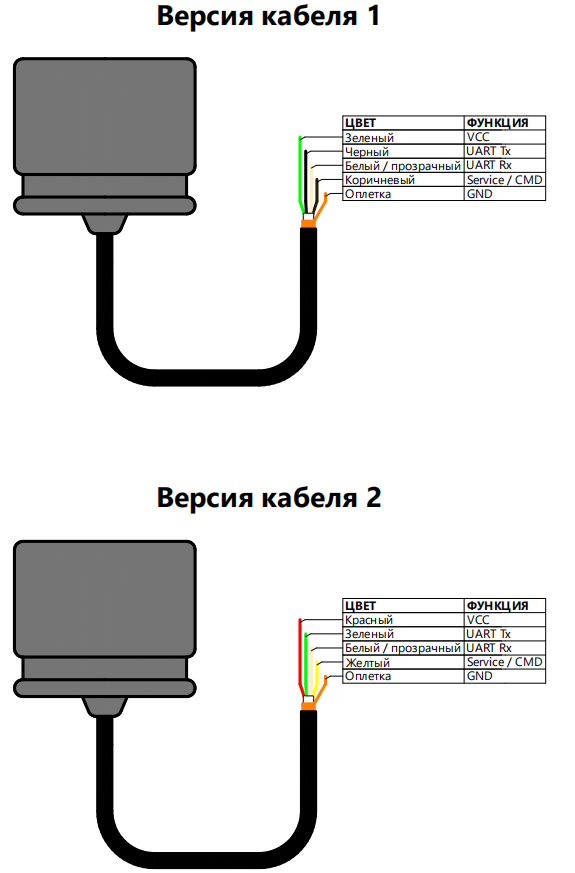 Версия кабеля 1
ЦВЕТ ФУНКЦИЯ
Зеленый VCC
Черный UART Tx
Белый / прозрачный UART Rx
Коричневый Service / CMD
Оплетка GND
Версия кабеля 2
ЦВЕТ ФУНКЦИЯ
Красный VCC
Зеленый UART Tx
Белый / прозрачный UART Rx
Желтый Service / CMD
Оплетка GND